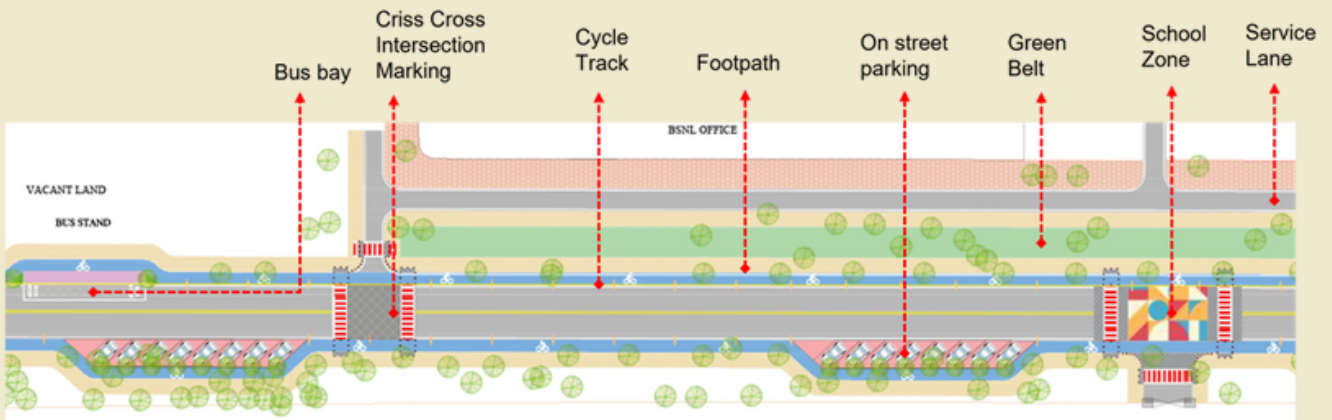 Bus bay
Criss Cross
Intersection
Marking
Cycle
Track
Footpath
On street
parking
Green
Belt
School
Zone
Service
Lane
BSNL OFFICE
VACANT LAND
BUS STAND